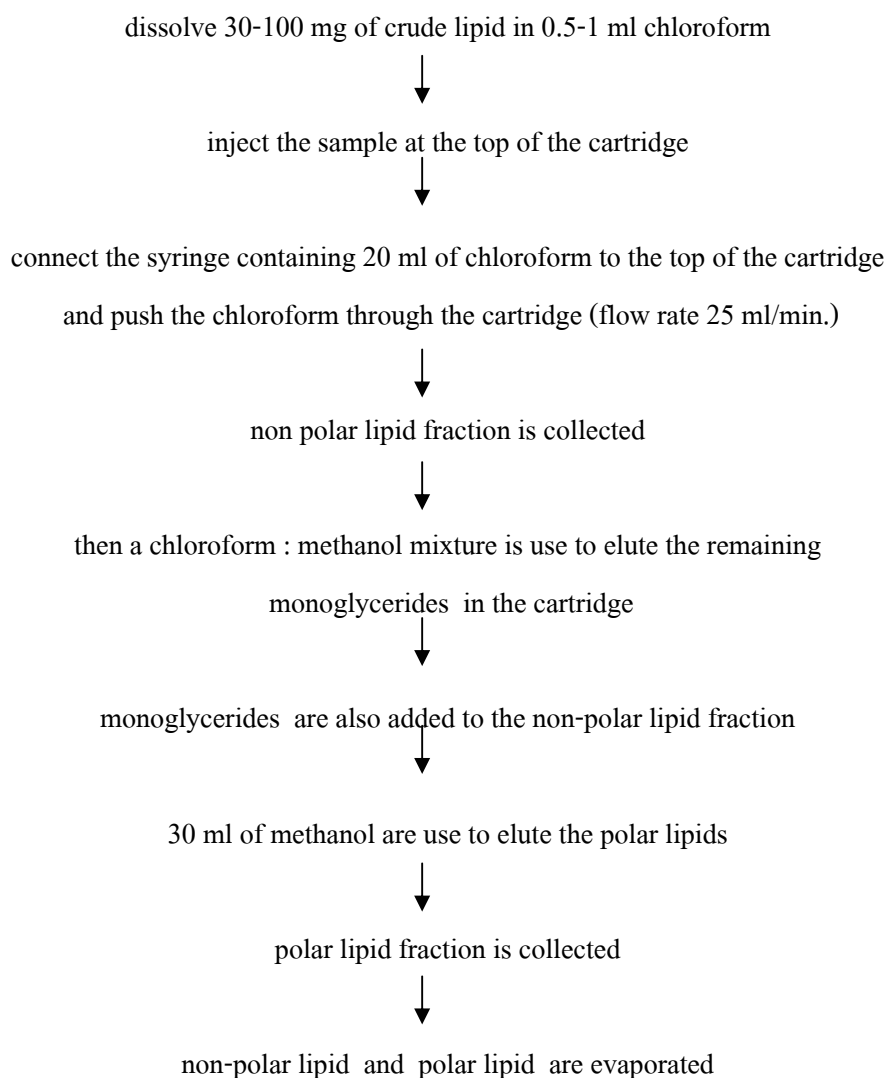 dissolve 30-100 mg of crude lipid in 0.5-1 ml chloroform
inject the sample at the top of the cartridge
connect the syringe containing 20 ml of chloroform to the top of the cartridge
and push the chloroform through the cartridge (flow rate 25 ml/min.)
non polar lipid fraction is collected
then a chloroform : methanol mixture is use to elute the remaining
monoglycerides in the cartridge
monoglycerides are also added to the non-polar lipid fraction
30 ml of methanol are use to elute the polar lipids
polar lipid fraction is collected
non-polar lipid and polar lipid are evaporated